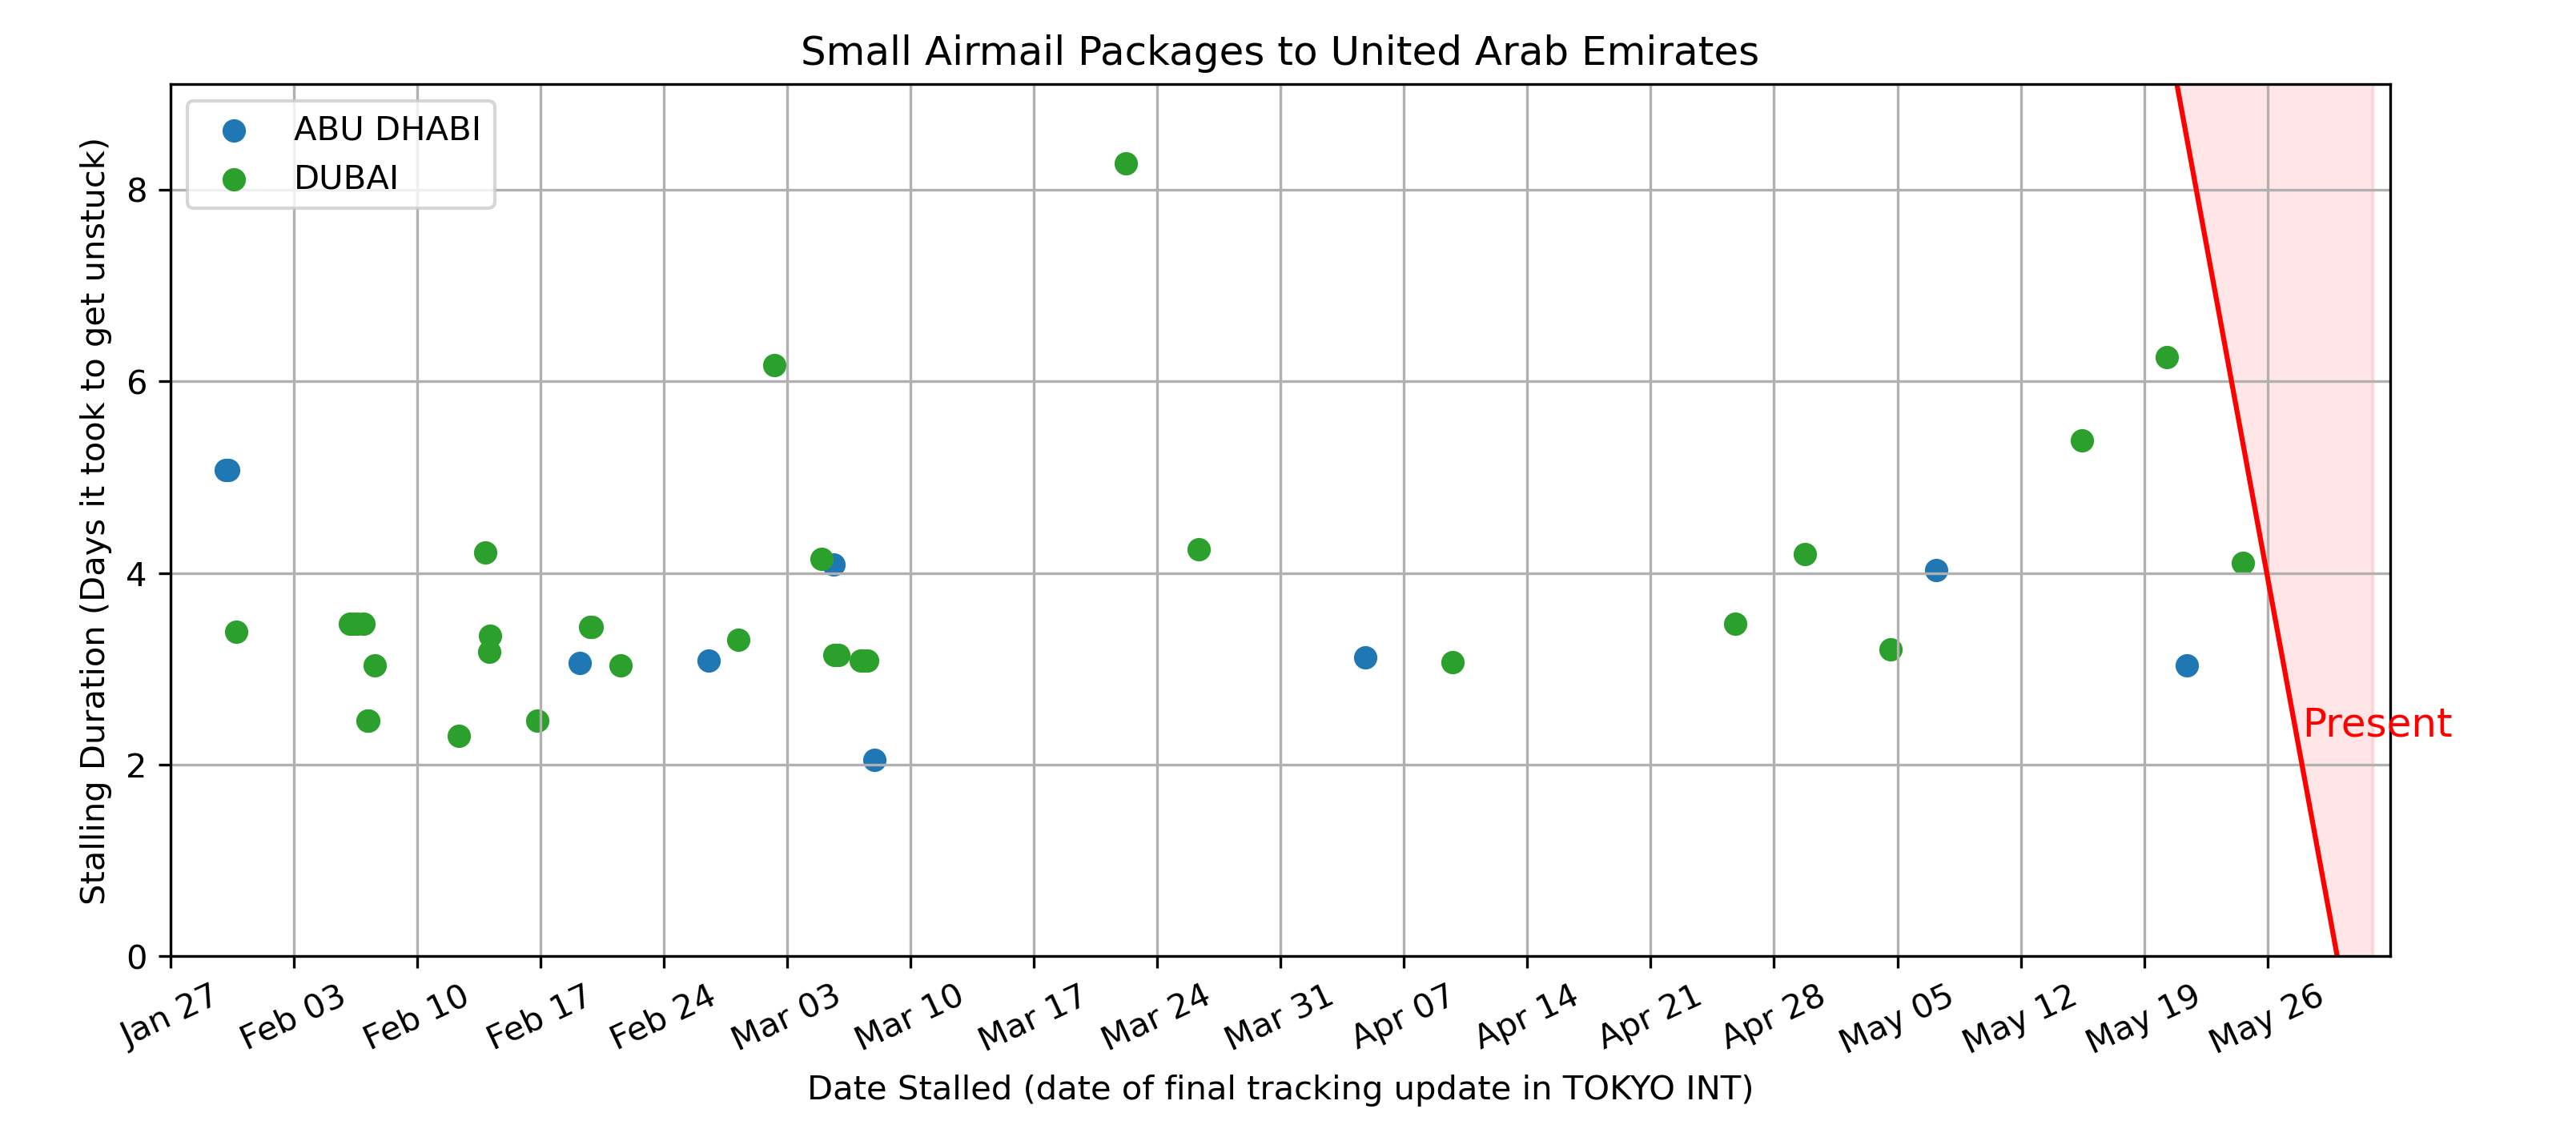 Small Airmail Packages to United Arab Emirates
ABU DHABI
DUBAI
Stalling Duration (Days it took to get unstuck)
8
6
4
2
0
Present
Jan 27
Feb 03
Feb 10
Feb 17
Feb 24
Mar 03
Mar 10
Mar 17
Mar 24
Mar 31
Apr 07
Apr 14
Apr 21
Apr 28
May 05
May 12
May 19
May 26
Date Stalled (date of final tracking update in TOKYO INT)